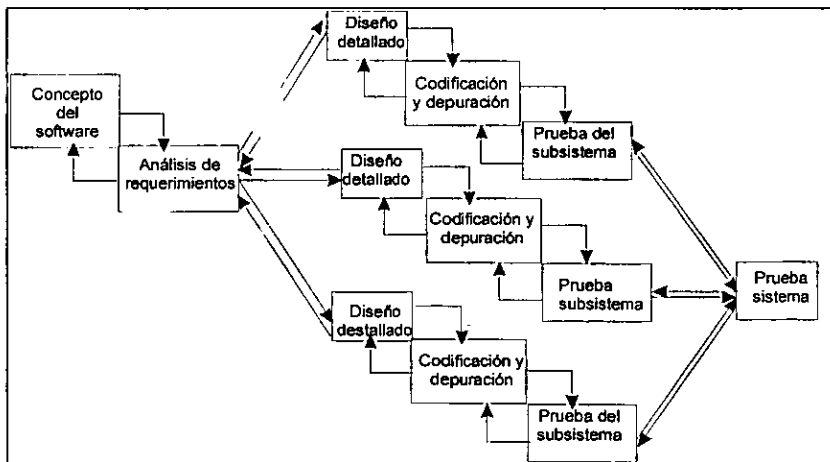 Concepto
del
software
Análisis de
requerimientos
Diseño
detallado
Codificación
y depuración
Prueba del
subsistema
Diseño
detallado
Codificación y
depuración
Prueba
subsistema
Diseño
destallado
Codificación y
depuración
Prueba del
subsistema
Prueba
sistema